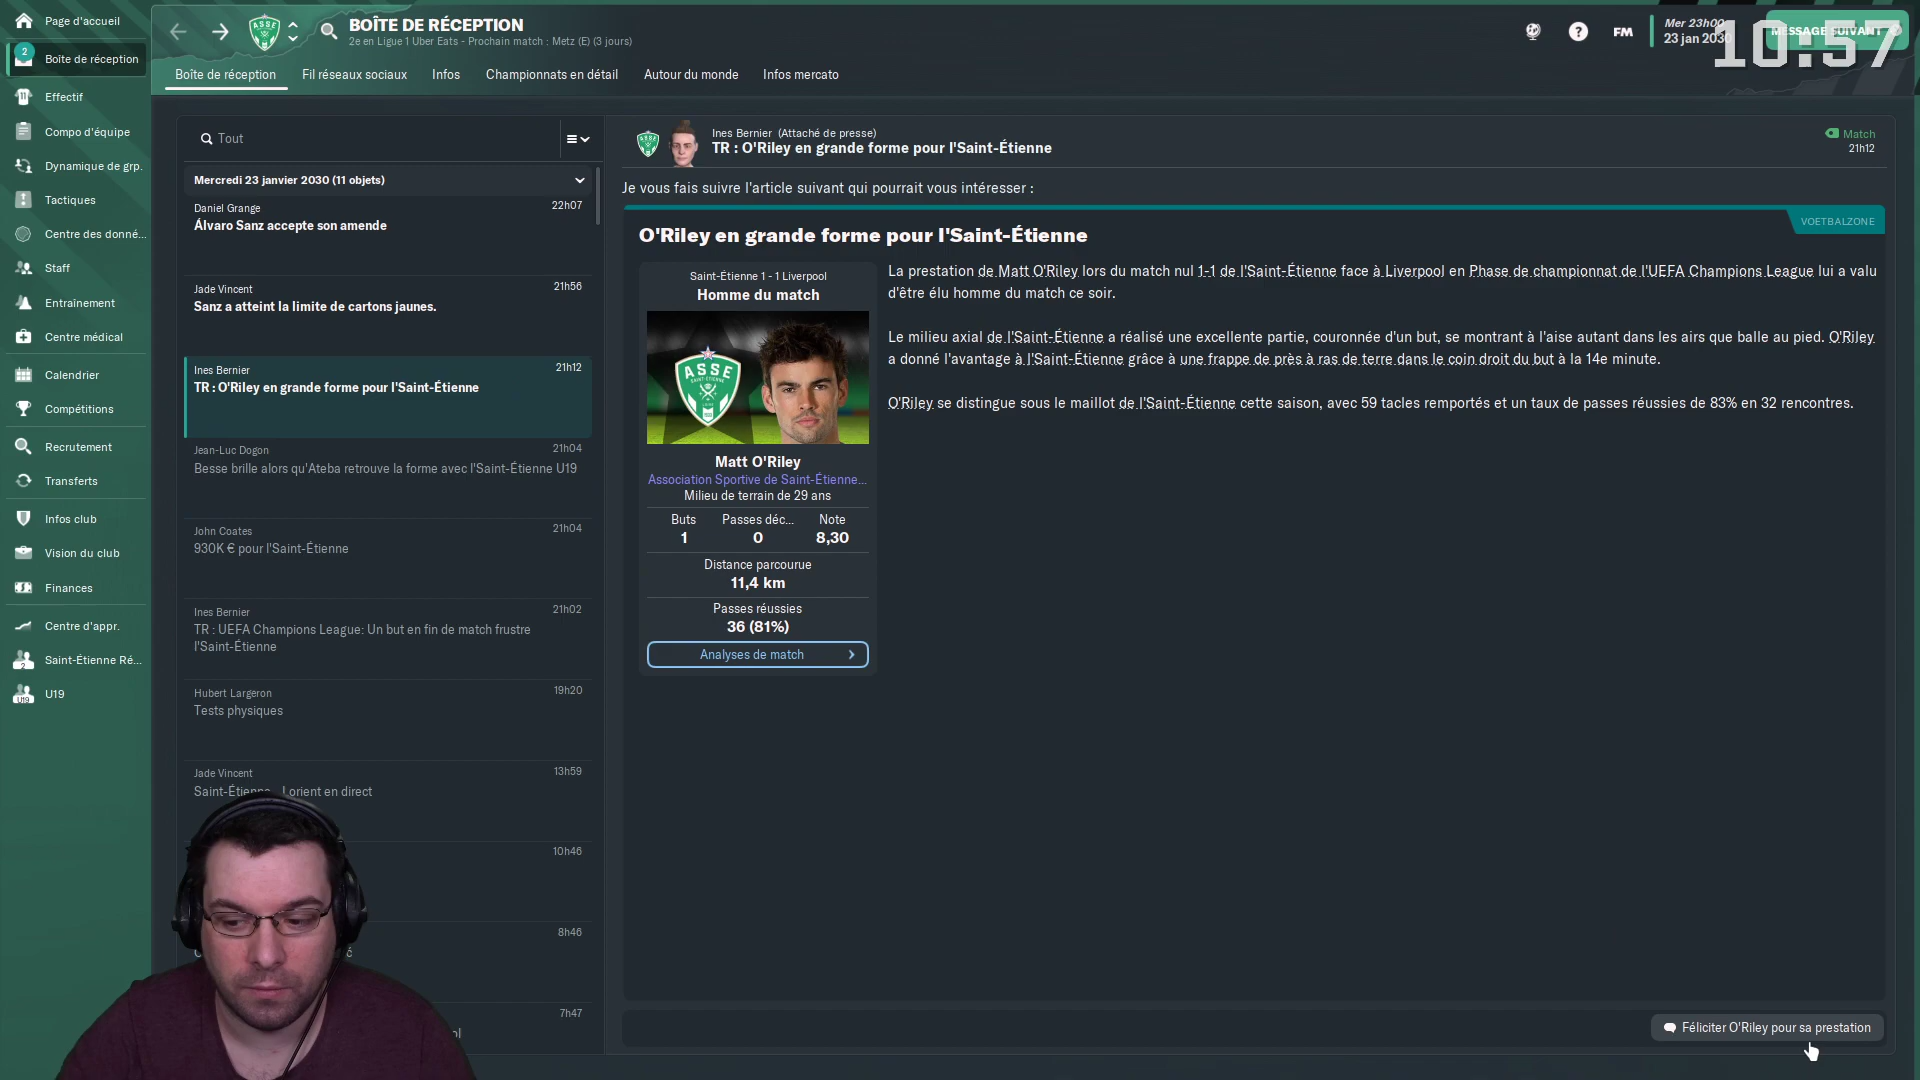 Page d'accueil
2
Boîte de réception
Effectif
Compo d'équipe
Dynamique de grp.
Tactiques
Centre des donné...
Staff
Entraînement
Centre médical
Calendrier
Compétitions
Recrutement
Transferts
Infos club
Vision du club
Finances
Centre d'appr.
Saint-Étienne Ré...
U19
BOÎTE DE RÉCEPTION
2e en Ligue 1 Uber Eats - Prochain match : Metz (E) (3 jours)
FM
Mer 23h00
23 jan 2030
MESSAGE SUIVANT
10:57
Boîte de réception
Fil réseaux sociaux
Infos
Championnats en détail
Autour du monde
Infos mercato
Tout
Mercredi 23 janvier 2030 (11 objets)
Daniel Grange
22h07
Álvaro Sanz accepte son amende
Jade Vincent
21h56
Sanz a atteint la limite de cartons jaunes.
Ines Bernier
21h12
TR : O'Riley en grande forme pour l'Saint-Étienne
Jean-Luc Dogon
21h04
Besse brille alors qu'Ateba retrouve la forme avec l'Saint-Étienne U19
John Coates
21h04
930K € pour l'Saint-Étienne
Ines Bernier
21h02
TR : UEFA Champions League: Un but en fin de match frustre
l'Saint-Étienne
Hubert Largeron
19h20
Tests physiques
Jade Vincent
13h59
Saint-Étienne - Lorient en direct
10h46
8h46
7h47
Ines Bernier (Attaché de presse)
TR : O'Riley en grande forme pour l'Saint-Étienne
Match
21h12
Je vous fais suivre l'article suivant qui pourrait vous intéresser :
VOETBALZONE
O'Riley en grande forme pour l'Saint-Étienne
Saint-Étienne 1 - 1 Liverpool
Homme du match
ASSE
Matt O'Riley
Association Sportive de Saint-Étienne...
Milieu de terrain de 29 ans
Buts
Passes déc...
Note
1
0
8,30
Distance parcourue
11,4 km
Passes réussies
36 (81%)
Analyses de match
La prestation de Matt O'Riley lors du match nul 1-1 de l'Saint-Étienne face à Liverpool en Phase de championnat de l'UEFA Champions League lui a valu
d'être élu homme du match ce soir.
Le milieu axial de l'Saint-Étienne a réalisé une excellente partie, couronnée d'un but, se montrant à l'aise autant dans les airs que balle au pied. O'Riley
a donné l'avantage à l'Saint-Étienne grâce à une frappe de près à ras de terre dans le coin droit du but à la 14e minute.
O'Riley se distingue sous le maillot de l'Saint-Étienne cette saison, avec 59 tacles remportés et un taux de passes réussies de 83% en 32 rencontres.
Féliciter O'Riley pour sa prestation